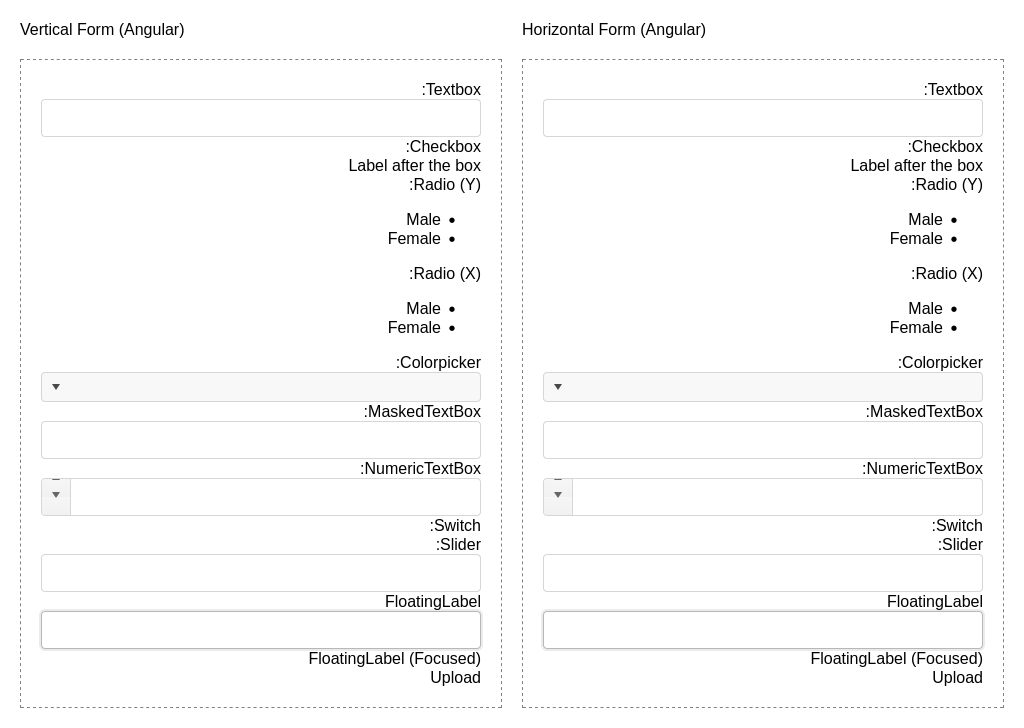 Vertical Form (Angular)
:Textbox
:Checkbox
Label after the box
:Radio (Y)
Male
Female
:Radio (X)
Male
Female
:Colorpicker
:MaskedTextBox
:NumericTextBox
:Switch
:Slider
FloatingLabel
FloatingLabel (Focused)
Upload
Horizontal Form (Angular)
:Textbox
:Checkbox
Label after the box
:Radio (Y)
Male
Female
:Radio (X)
Male
Female
:Colorpicker
:MaskedTextBox
:NumericTextBox
:Switch
:Slider
FloatingLabel
FloatingLabel (Focused)
Upload